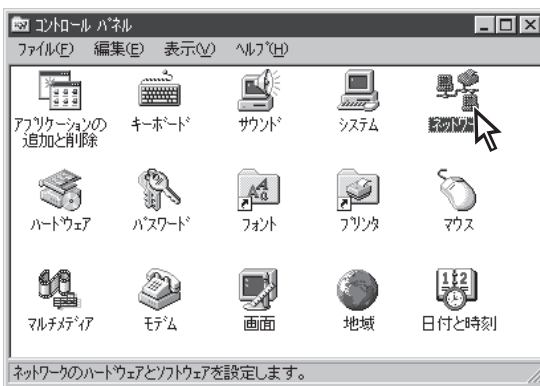 コントロール パネル
ファイル(F) 編集(E) 表示(V) ヘルプ(H)
アプリケーションの
追加と削除
キーボード
サウンド
システム
ネットワーク
ハードウェア
パスワード
フォント
プリンタ
マウス
マルチメディア
モデム
画面
地域
日付と時刻
ネットワークのハードウェアとソフトウェアを設定します。